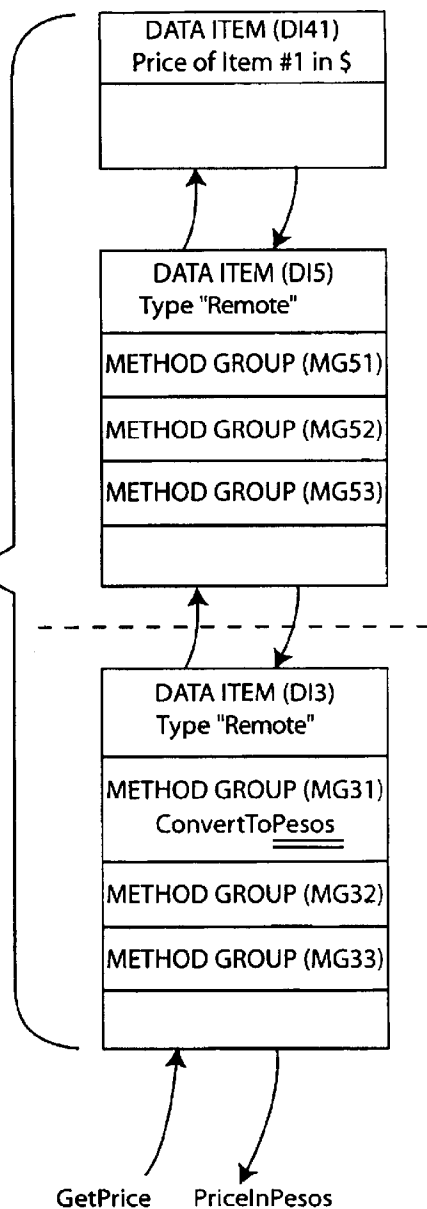 DATA ITEM (DI41)
Price of Item #1 in $
DATA ITEM (DI5)
Type "Remote"
METHOD GROUP (MG51)
METHOD GROUP (MG52)
METHOD GROUP (MG53)
DATA ITEM (DI3)
Type "Remote"
METHOD GROUP (MG31)
ConvertToPesos
METHOD GROUP (MG32)
METHOD GROUP (MG33)
GetPrice PriceInPesos